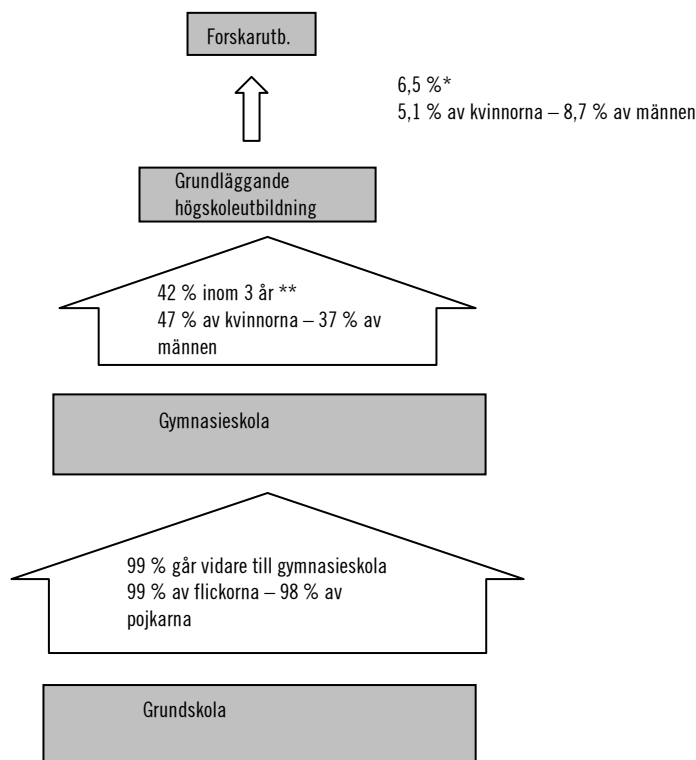 Forskarutb.
6,5 %*
5,1 % av kvinnorna – 8,7 % av männen
Grundläggande
högskoleutbildning
42 % inom 3 år **
47 % av kvinnorna – 37 % av
männen
Gymnasieskola
99 % går vidare till gymnasieskola
99 % av flickorna – 98 % av
pojkarna
Grundskola